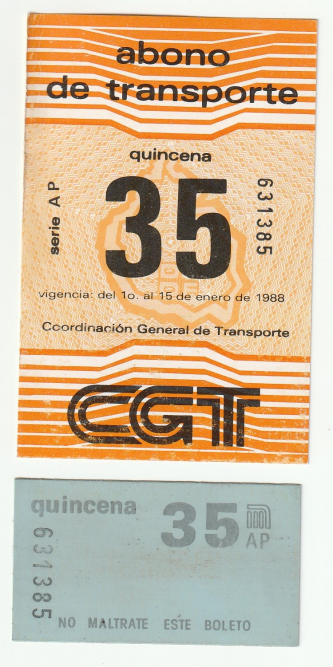 abono
de transporte
quincena
35
serie AP
631385
vigencia: del 1o. al 15 de enero de 1988
Coordinación General de Transporte
CGT
quincena
35
AP
631385
NO MALTRATE ESTE BOLETO